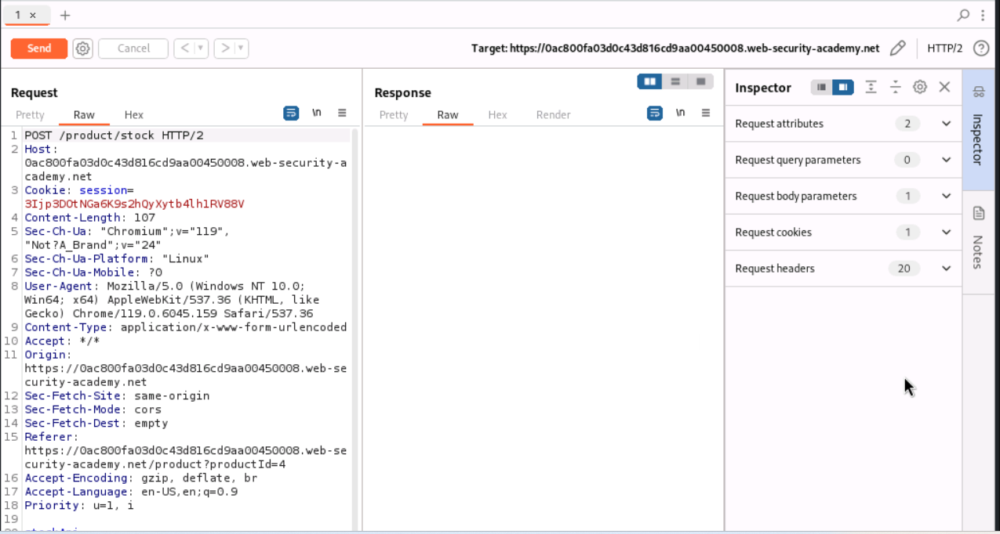 1 ×
+
Send
Cancel
< ▾
> ▾
Target: https://0ac800fa03d0c43d816cd9aa00450008.web-security-academy.net
HTTP/2
Request
Pretty
Raw
Hex
\n
1 POST /product/stock HTTP/2
2 Host:
0ac800fa03d0c43d816cd9aa00450008.web-security-a
cademy.net
3 Cookie: session=
3Ijp3DOtNGa6K9s2hQyXytb4lh1RV88V
4 Content-Length: 107
5 Sec-Ch-Ua: "Chromium";v="119",
"Not?A_Brand";v="24"
6 Sec-Ch-Ua-Platform: "Linux"
7 Sec-Ch-Ua-Mobile: ?0
8 User-Agent: Mozilla/5.0 (Windows NT 10.0;
Win64; x64) AppleWebKit/537.36 (KHTML, like
Gecko) Chrome/119.0.6045.159 Safari/537.36
9 Content-Type: application/x-www-form-urlencoded
10 Accept: */*
11 Origin:
https://0ac800fa03d0c43d816cd9aa00450008.web-se
curity-academy.net
12 Sec-Fetch-Site: same-origin
13 Sec-Fetch-Mode: cors
14 Sec-Fetch-Dest: empty
15 Referer:
https://0ac800fa03d0c43d816cd9aa00450008.web-se
curity-academy.net/product?productId=4
16 Accept-Encoding: gzip, deflate, br
17 Accept-Language: en-US,en;q=0.9
18 Priority: u=1, i
19
Response
Pretty
Raw
Hex
Render
\n
Inspector
Request attributes 2
Request query parameters 0
Request body parameters 1
Request cookies 1
Request headers 20
Inspector
Notes